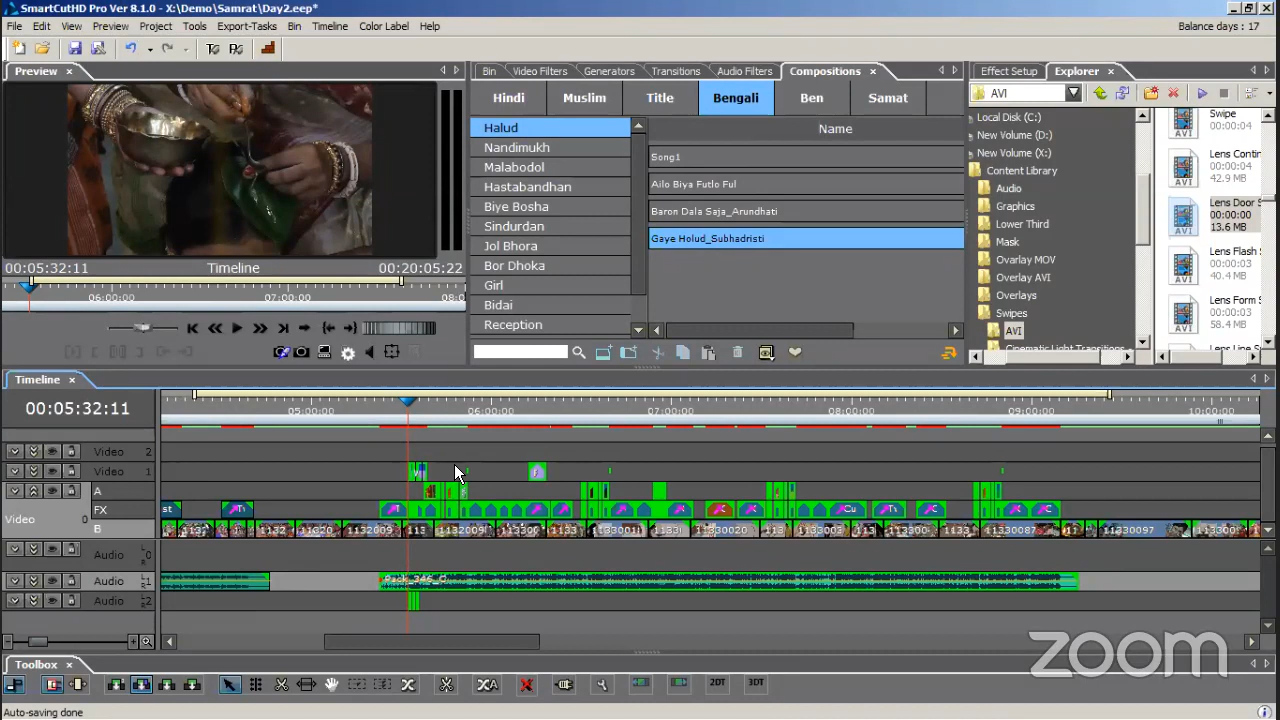 SmartCutHD Pro Ver 8.1.0 - X:\Demo\Samrat\Day2.eep*
File Edit View Preview Project Tools Export-Tasks Bin Timeline Color Label Help
Balance days : 17
Preview
00:05:32:11 Timeline 00:20:05:22
06:00:00 07:00:00 08:0
Bin Video Filters Generators Transitions Audio Filters Compositions
Hindi Muslim Title Bengali Ben Samat
Halud
Nandimukh
Malabodol
Hastabandhan
Biye Bosha
Sindurdan
Jol Bhora
Bor Dhoka
Girl
Bidai
Reception
Name
Song1
Ailo Biya Futlo Ful
Baron Dala Saja_Arundhati
Gaye Holud_Subhadristi
Effect Setup Explorer
AVI
Local Disk (C:)
New Volume (D:)
New Volume (X:)
Content Library
Audio
Graphics
Lower Third
Mask
Ovarlay MOV
Ovarlay AVI
Overlays
Swipes
AVI
Cinematic Light Transitions
Swipe
00:00:04
Lens Contin
00:00:04
42.9 MB
Lens Door S
00:00:00
13.6 MB
Lens Flash S
00:00:03
40.4 MB
Lens Form S
00:00:03
58.4 MB
Lens Line S
Timeline
00:05:32:11
05:00:00 06:00:00 07:00:00 08:00:00 09:00:00 10:00:00
Video 2
Video 1
A
FX
Video 0 B
Audio 0
Audio 1
Pack_346_O
Audio 2
zoom
Toolbox
2DT 3DT
Auto-saving done